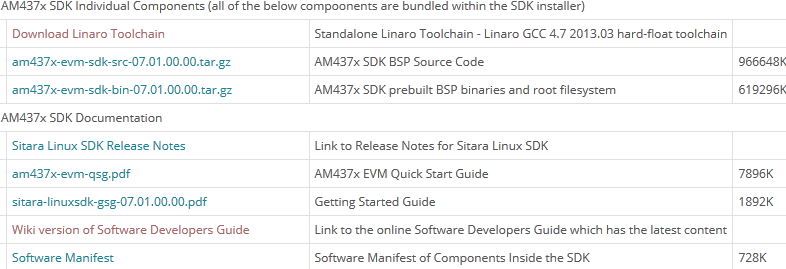 AM437x SDK Individual Components (all of the below compoonents are bundled within the SDK installer)
Download Linaro Toolchain Standalone Linaro Toolchain - Linaro GCC 4.7 2013.03 hard-float toolchain
am437x-evm-sdk-src-07.01.00.00.tar.gz AM437x SDK BSP Source Code 966648K
am437x-evm-sdk-bin-07.01.00.00.tar.gz AM437x SDK prebuilt BSP binaries and root filesystem 619296K
AM437x SDK Documentation
Sitara Linux SDK Release Notes Link to Release Notes for Sitara Linux SDK
am437x-evm-qsg.pdf AM437x EVM Quick Start Guide 7896K
sitara-linuxsdk-gsg-07.01.00.00.pdf Getting Started Guide 1892K
Wiki version of Software Developers Guide Link to the online Software Developers Guide which has the latest content
Software Manifest Software Manifest of Components Inside the SDK 728K